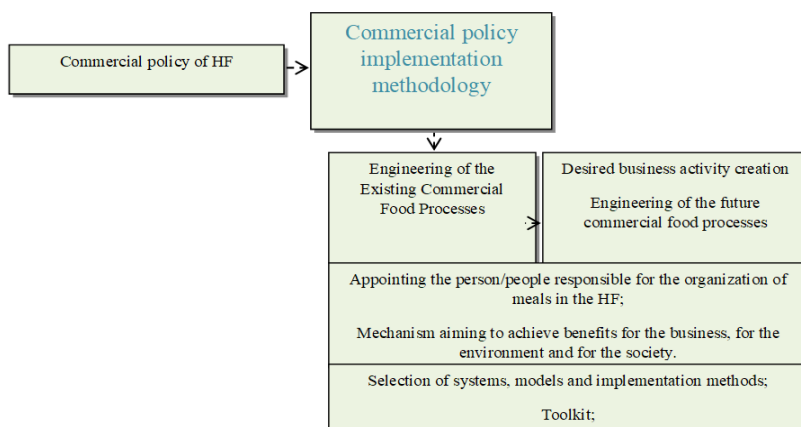 Commercial policy of HF
Commercial policy
implementation
methodology
Engineering of the
Existing Commercial
Food Processes
Desired business activity creation
Engineering of the future
commercial food processes
Appointing the person/people responsible for the organization of
meals in the HF;
Mechanism aiming to achieve benefits for the business, for the
environment and for the society.
Selection of systems, models and implementation methods;
Toolkit;